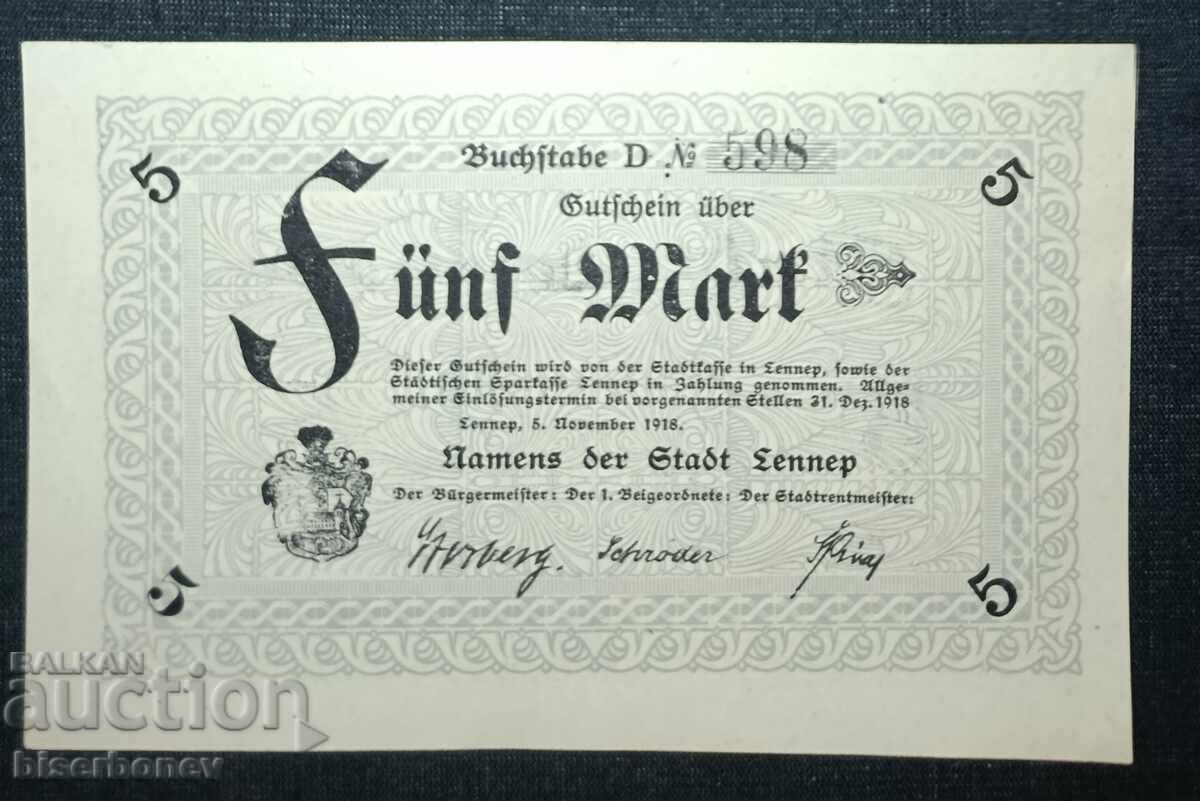 Buchstabe D № 598
5 5
Gutschein über
Fünf Mark
Dieser Gutschein wird von der Stadtkasse in Lennep, sowie der
Städtischen Sparkasse Lennep in Zahlung genommen. Allge-
meiner Einlösungstermin bei vorgenannten Stellen 31. Dez. 1918
Lennep, 5. November 1918.
Namens der Stadt Lennep
Der Bürgermeister: Der 1. Beigeordnete: Der Stadtrentmeister:
Schröder
5 5
BALKAN
auction
biserbonev